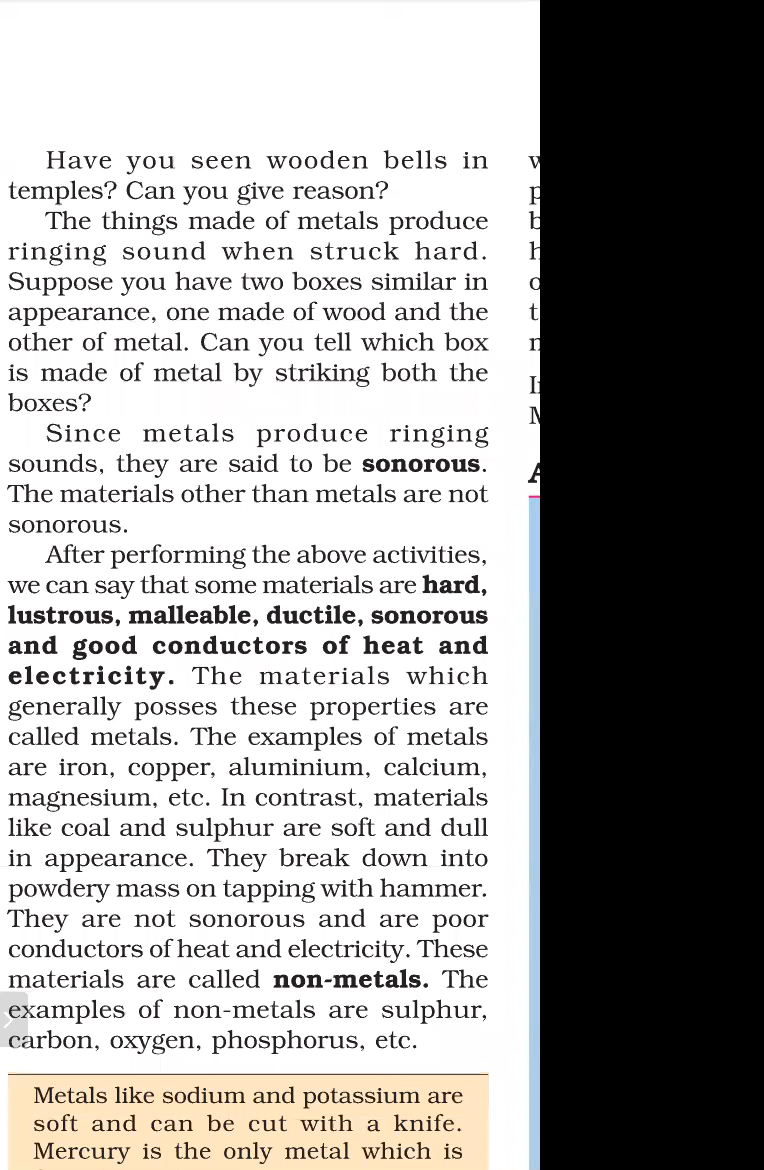 Have you seen wooden bells in
temples? Can you give reason?
The things made of metals produce
ringing sound when struck hard.
Suppose you have two boxes similar in
appearance, one made of wood and the
other of metal. Can you tell which box
is made of metal by striking both the
boxes?
Since metals produce ringing
sounds, they are said to be sonorous.
The materials other than metals are not
sonorous.
After performing the above activities,
we can say that some materials are hard,
lustrous, malleable, ductile, sonorous
and good conductors of heat and
electricity. The materials which
generally posses these properties are
called metals. The examples of metals
are iron, copper, aluminium, calcium,
magnesium, etc. In contrast, materials
like coal and sulphur are soft and dull
in appearance. They break down into
powdery mass on tapping with hammer.
They are not sonorous and are poor
conductors of heat and electricity. These
materials are called non-metals. The
examples of non-metals are sulphur,
carbon, oxygen, phosphorus, etc.
Metals like sodium and potassium are
soft and can be cut with a knife.
Mercury is the only metal which is